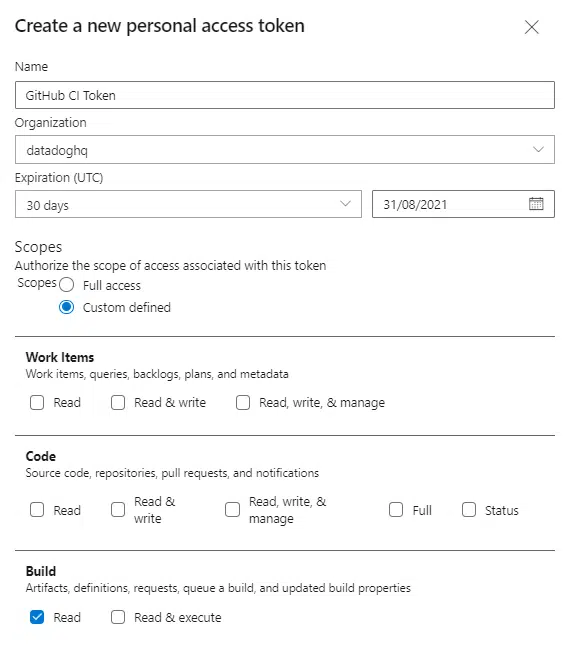 Create a new personal access token
Name
GitHub CI Token
Organization
datadoghq
Expiration (UTC)
30 days 31/08/2021
Scopes
Authorize the scope of access associated with this token
Scopes Full access
Custom defined
Work Items
Work items, queries, backlogs, plans, and metadata
Read Read & write Read, write, & manage
Code
Source code, repositories, pull requests, and notifications
Read Read & write Read, write, & manage Full Status
Build
Artifacts, definitions, requests, queue a build, and updated build properties
Read Read & execute